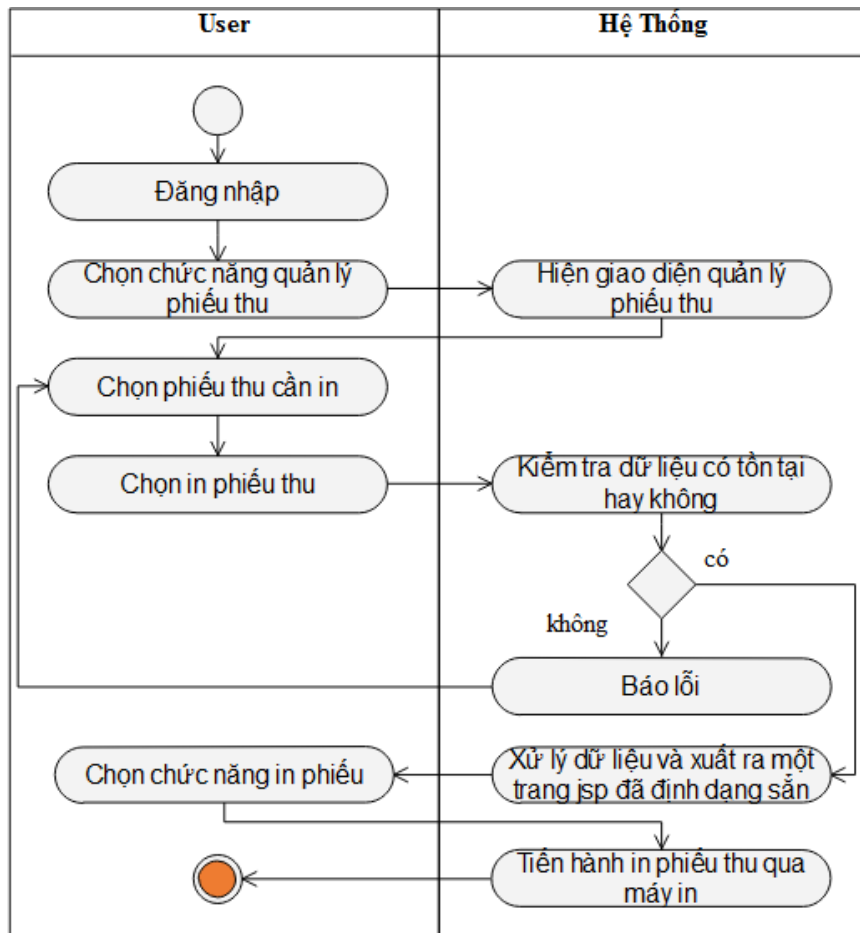 User
Hệ Thống
Đăng nhập
Chọn chức năng quản lý
phiếu thu
Hiện giao diện quản lý
phiếu thu
Chọn phiếu thu cần in
Chọn in phiếu thu
Kiểm tra dữ liệu có tồn tại
hay không
có
không
Báo lỗi
Chọn chức năng in phiếu
Xử lý dữ liệu và xuất ra một
trang jsp đã định dạng sẳn
Tiến hành in phiếu thu qua
máy in